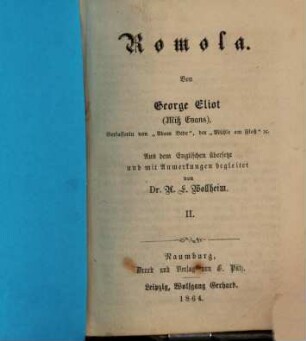 Romola.
Von
George Eliot
(Miß Evans),
Verfasserin von „Adam Bede“, der „Mühle am Floß“ ꝛc.
Aus dem Englischen übersetzt
und mit Anmerkungen begleitet
von
Dr. A. E. Wollheim.
II.
Naumburg,
Druck und Verlag von G. Pätz.
Leipzig, Wolfgang Gerhard.
1864.